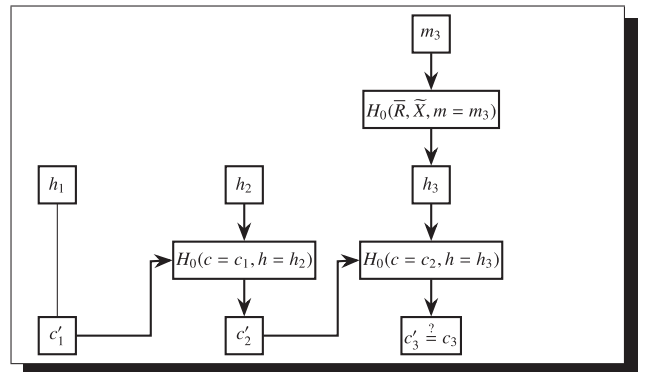 m₃
H₀(R̅, X̃, m = m₃)
h₁ h₂ h₃
H₀(c = c₁, h = h₂) H₀(c = c₂, h = h₃)
c′₁ c′₂ c′₃ ≟ c₃